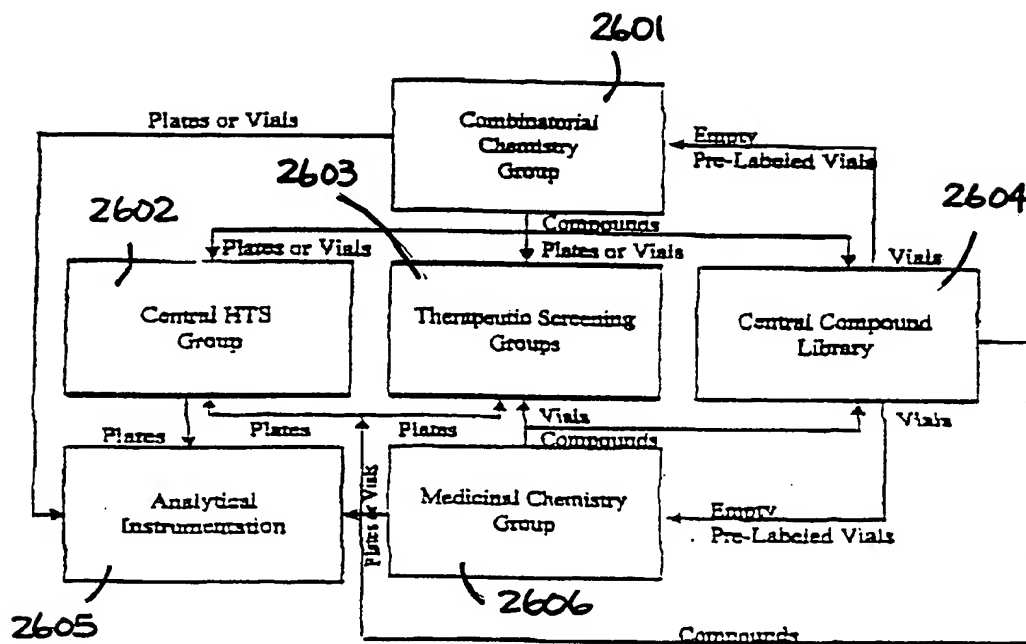 2601
Plates or Vials
Combinatorial
Chemistry
Group
Empty
Pre-Labeled Vials
2603
2602
2604
Compounds
Plates or Vials
Plates or Vials
Vials
Central HTS
Group
Therapeutic Screening
Groups
Central Compound
Library
Plates
Plates
Plates
Vials
Compounds
Vials
Analytical
Instrumentation
Plates or Vials
Medicinal Chemistry
Group
Empty
Pre-Labeled Vials
2605
2606
Compounds